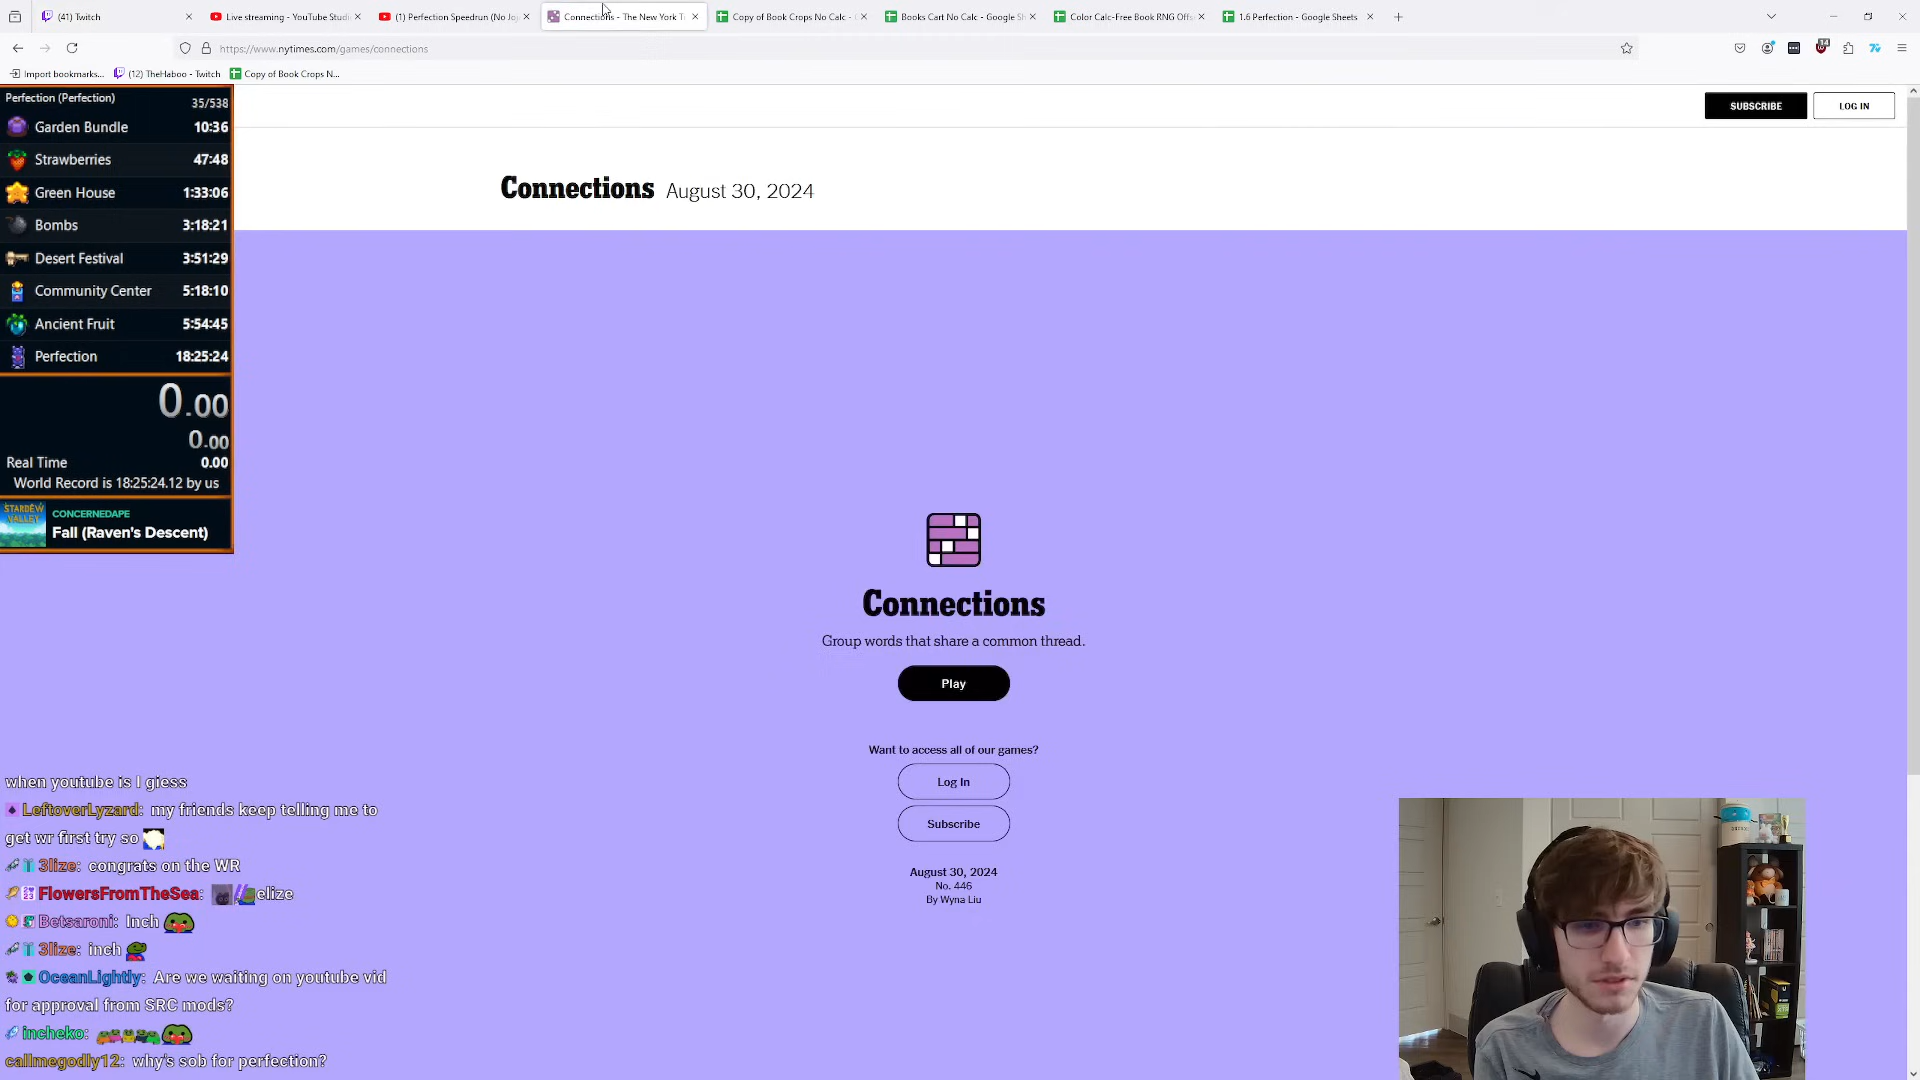 (41) Twitch
Live streaming - YouTube Studi
(1) Perfection Speedrun (No Jo
Connections - The New York T
Copy of Book Crops No Calc -
Books Cart No Calc - Google Sh
Color Calc-Free Book RNG Offs
1.6 Perfection - Google Sheets
https://www.nytimes.com/games/connections
14
Import bookmarks...
(12) TheHaboo - Twitch
Copy of Book Crops N...
SUBSCRIBE
LOG IN
Connections August 30, 2024
Perfection (Perfection) 35/538
Garden Bundle 10:36
Strawberries 47:48
Green House 1:33:06
Bombs 3:18:21
Desert Festival 3:51:29
Community Center 5:18:10
Ancient Fruit 5:54:45
Perfection 18:25:24
0.00
0.00
Real Time 0.00
World Record is 18:25:24.12 by us
STARDEW VALLEY
CONCERNEDAPE
Fall (Raven's Descent)
Connections
Group words that share a common thread.
Play
Want to access all of our games?
Log In
Subscribe
August 30, 2024
No. 446
By Wyna Liu
when youtube is I giess
LeftoverLyzard: my friends keep telling me to
get wr first try so
3lize: congrats on the WR
FlowersFromTheSea: elize
Betsaroni: Inch
3lize: inch
OceanLightly: Are we waiting on youtube vid
for approval from SRC mods?
incheko:
callmegodly12: why's sob for perfection?